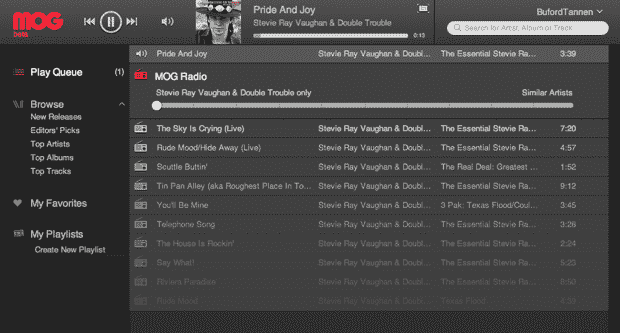 MOG
beta
Pride And Joy
Stevie Ray Vaughan & Double Trouble
0:13
BufordTannen
Search for Artist, Album or Track
Play Queue (1)
Browse
New Releases
Editors' Picks
Top Artists
Top Albums
Top Tracks
My Favorites
My Playlists
Create New Playlist
Pride And Joy Stevie Ray Vaughan & Doubl... The Essential Stevie Ra... 3:39
MOG Radio
Stevie Ray Vaughan & Double Trouble only Similar Artists
The Sky Is Crying (Live) Stevie Ray Vaughan & Doubl... The Essential Stevie Ra... 7:20
Rude Mood/Hide Away (Live) Stevie Ray Vaughan & Doubl... The Essential Stevie Ra... 4:57
Scuttle Buttin' Stevie Ray Vaughan & Doubl... The Real Deal: Greatest ... 1:52
Tin Pan Alley (aka Roughest Place In To... Stevie Ray Vaughan & Doubl... The Essential Stevie Ra... 9:12
You'll Be Mine Stevie Ray Vaughan & Doubl... 3 Pak: Texas Flood/Coul... 3:45
Telephone Song Stevie Ray Vaughan & Doubl... The Essential Stevie Ra... 3:28
The House Is Rockin' Stevie Ray Vaughan & Doubl... The Essential Stevie Ra... 2:24
Say What! Stevie Ray Vaughan & Doubl... The Essential Stevie Ra... 5:23
Riviera Paradise Stevie Ray Vaughan & Doubl... The Essential Stevie Ra... 8:50
Rude Mood Stevie Ray Vaughan & Doubl... Texas Flood